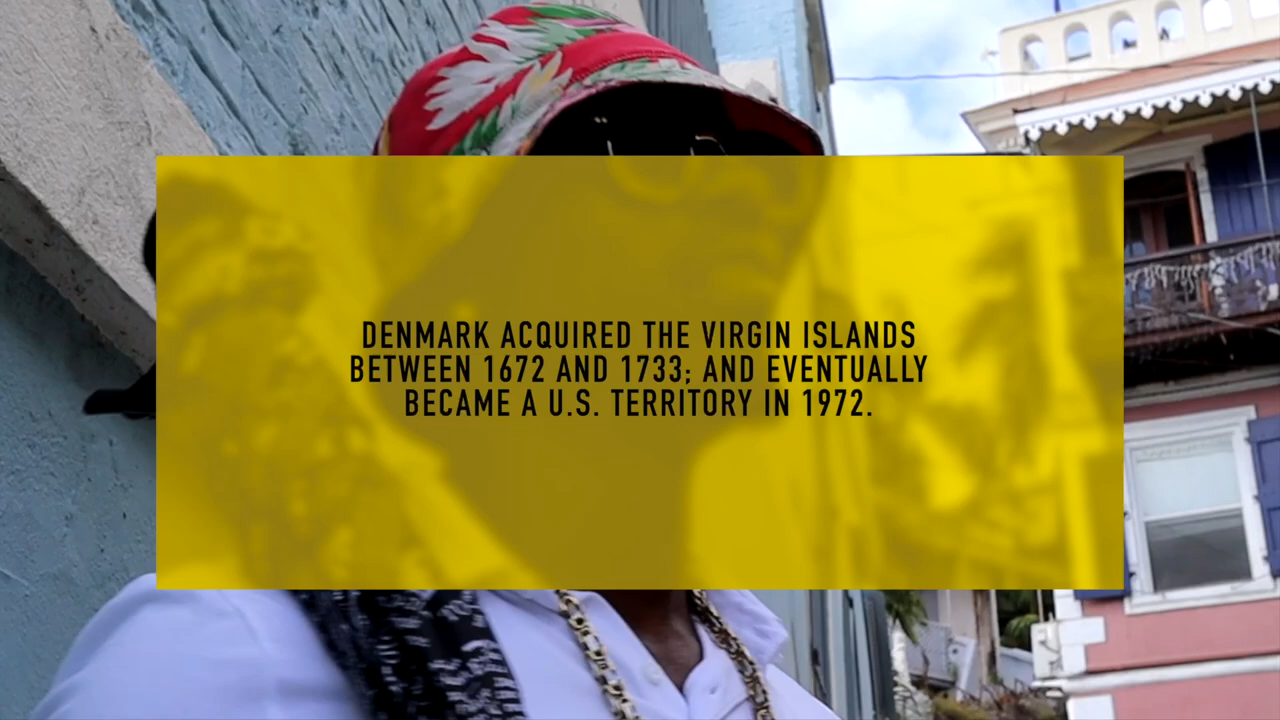 DENMARK ACQUIRED THE VIRGIN ISLANDS
BETWEEN 1672 AND 1733; AND EVENTUALLY
BECAME A U.S. TERRITORY IN 1972.